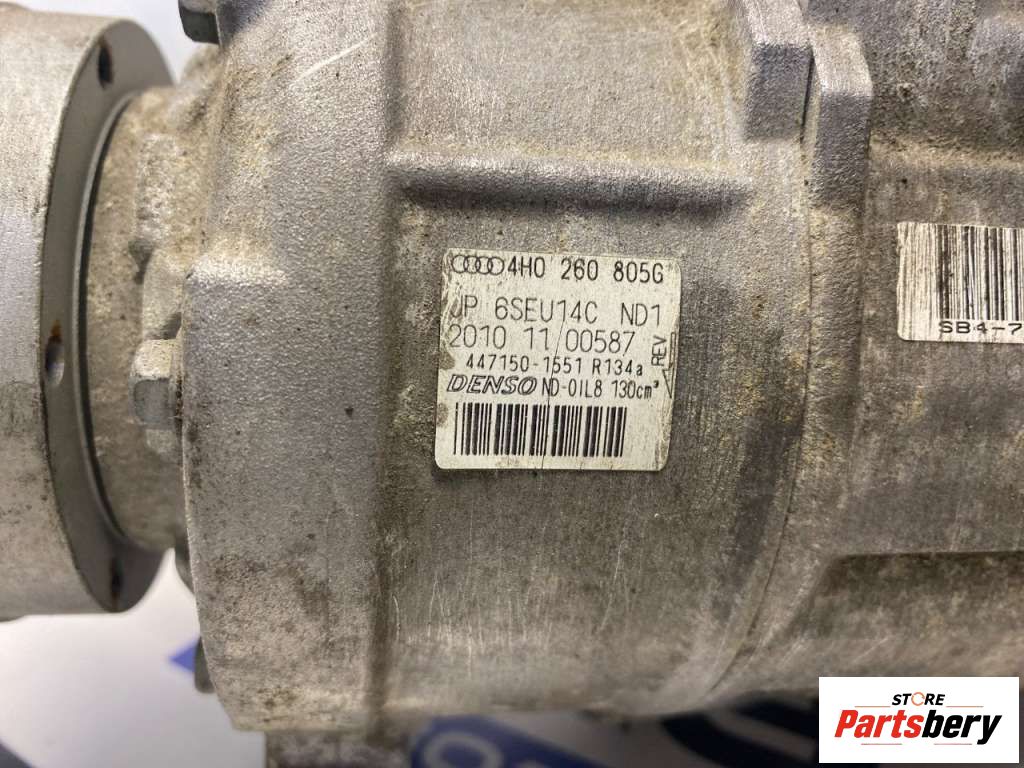 4H0 260 805G
JP 6SEU14C ND1
2010 11 00587
REV
447150-1551 R134a
DENSO ND-OIL8 130cm³
SB4-7
STORE
Partsbery